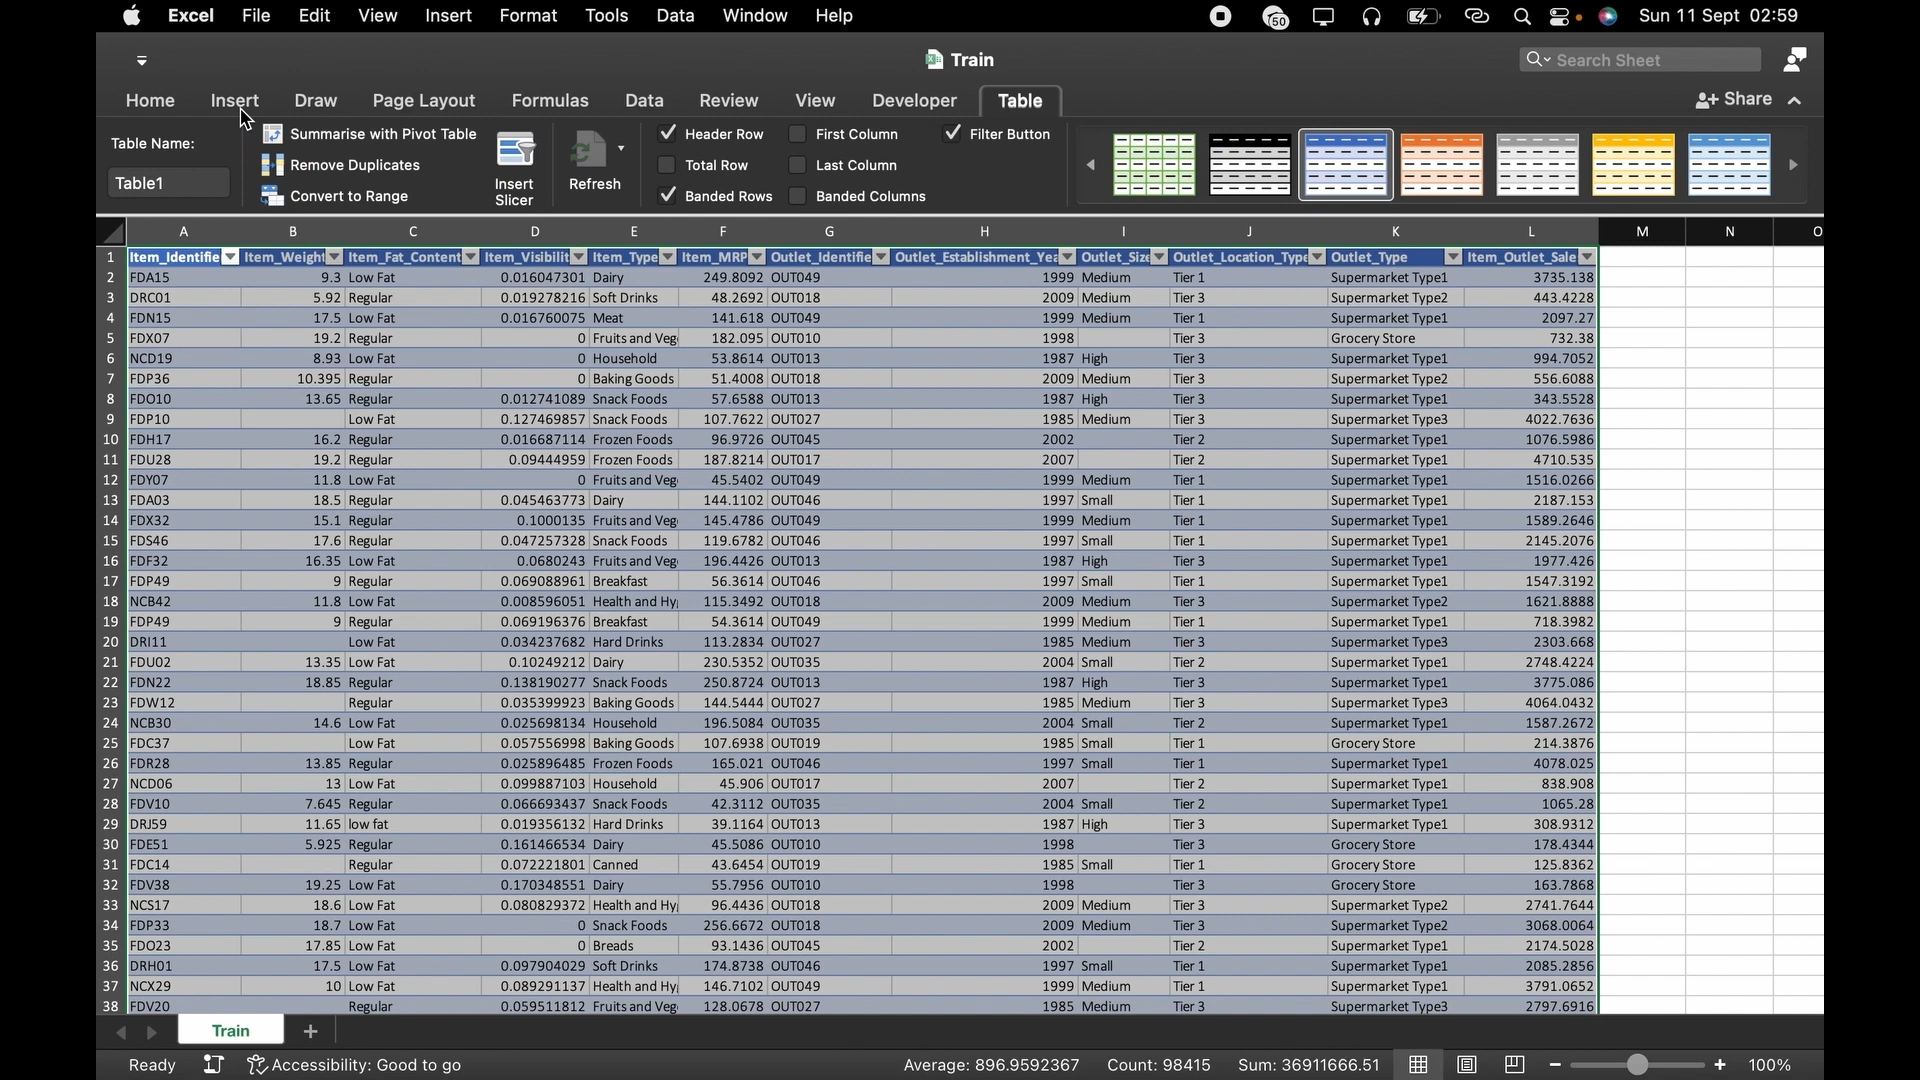 Excel File Edit View Insert Format Tools Data Window Help 50 Sun 11 Sept 02:59
Train Search Sheet
Home Insert Draw Page Layout Formulas Data Review View Developer Table Share
Table Name:
Table1
Summarise with Pivot Table
Remove Duplicates
Convert to Range
Insert
Slicer
Refresh
Header Row First Column Filter Button
Total Row Last Column
Banded Rows Banded Columns
A B C D E F G H I J K L M N O
1 Item_Identifie Item_Weight Item_Fat_Content Item_Visibilit Item_Type Item_MRP Outlet_Identifie Outlet_Establishment_Yea Outlet_Size Outlet_Location_Type Outlet_Type Item_Outlet_Sale
2 FDA15 9.3 Low Fat 0.016047301 Dairy 249.8092 OUT049 1999 Medium Tier 1 Supermarket Type1 3735.138
3 DRC01 5.92 Regular 0.019278216 Soft Drinks 48.2692 OUT018 2009 Medium Tier 3 Supermarket Type2 443.4228
4 FDN15 17.5 Low Fat 0.016760075 Meat 141.618 OUT049 1999 Medium Tier 1 Supermarket Type1 2097.27
5 FDX07 19.2 Regular 0 Fruits and Veg 182.095 OUT010 1998 Tier 3 Grocery Store 732.38
6 NCD19 8.93 Low Fat 0 Household 53.8614 OUT013 1987 High Tier 3 Supermarket Type1 994.7052
7 FDP36 10.395 Regular 0 Baking Goods 51.4008 OUT018 2009 Medium Tier 3 Supermarket Type2 556.6088
8 FDO10 13.65 Regular 0.012741089 Snack Foods 57.6588 OUT013 1987 High Tier 3 Supermarket Type1 343.5528
9 FDP10 Low Fat 0.127469857 Snack Foods 107.7622 OUT027 1985 Medium Tier 3 Supermarket Type3 4022.7636
10 FDH17 16.2 Regular 0.016687114 Frozen Foods 96.9726 OUT045 2002 Tier 2 Supermarket Type1 1076.5986
11 FDU28 19.2 Regular 0.09444959 Frozen Foods 187.8214 OUT017 2007 Tier 2 Supermarket Type1 4710.535
12 FDY07 11.8 Low Fat 0 Fruits and Veg 45.5402 OUT049 1999 Medium Tier 1 Supermarket Type1 1516.0266
13 FDA03 18.5 Regular 0.045463773 Dairy 144.1102 OUT046 1997 Small Tier 1 Supermarket Type1 2187.153
14 FDX32 15.1 Regular 0.1000135 Fruits and Veg 145.4786 OUT049 1999 Medium Tier 1 Supermarket Type1 1589.2646
15 FDS46 17.6 Regular 0.047257328 Snack Foods 119.6782 OUT046 1997 Small Tier 1 Supermarket Type1 2145.2076
16 FDF32 16.35 Low Fat 0.0680243 Fruits and Veg 196.4426 OUT013 1987 High Tier 3 Supermarket Type1 1977.426
17 FDP49 9 Regular 0.069088961 Breakfast 56.3614 OUT046 1997 Small Tier 1 Supermarket Type1 1547.3192
18 NCB42 11.8 Low Fat 0.008596051 Health and Hy 115.3492 OUT018 2009 Medium Tier 3 Supermarket Type2 1621.8888
19 FDP49 9 Regular 0.069196376 Breakfast 54.3614 OUT049 1999 Medium Tier 1 Supermarket Type1 718.3982
20 DRI11 Low Fat 0.034237682 Hard Drinks 113.2834 OUT027 1985 Medium Tier 3 Supermarket Type3 2303.668
21 FDU02 13.35 Low Fat 0.10249212 Dairy 230.5352 OUT035 2004 Small Tier 2 Supermarket Type1 2748.4224
22 FDN22 18.85 Regular 0.138190277 Snack Foods 250.8724 OUT013 1987 High Tier 3 Supermarket Type1 3775.086
23 FDW12 Regular 0.035399923 Baking Goods 144.5444 OUT027 1985 Medium Tier 3 Supermarket Type3 4064.0432
24 NCB30 14.6 Low Fat 0.025698134 Household 196.5084 OUT035 2004 Small Tier 2 Supermarket Type1 1587.2672
25 FDC37 Low Fat 0.057556998 Baking Goods 107.6938 OUT019 1985 Small Tier 1 Grocery Store 214.3876
26 FDR28 13.85 Regular 0.025896485 Frozen Foods 165.021 OUT046 1997 Small Tier 1 Supermarket Type1 4078.025
27 NCD06 13 Low Fat 0.099887103 Household 45.906 OUT017 2007 Tier 2 Supermarket Type1 838.908
28 FDV10 7.645 Regular 0.066693437 Snack Foods 42.3112 OUT035 2004 Small Tier 2 Supermarket Type1 1065.28
29 DRJ59 11.65 low fat 0.019356132 Hard Drinks 39.1164 OUT013 1987 High Tier 3 Supermarket Type1 308.9312
30 FDE51 5.925 Regular 0.161466534 Dairy 45.5086 OUT010 1998 Tier 3 Grocery Store 178.4344
31 FDC14 Regular 0.072221801 Canned 43.6454 OUT019 1985 Small Tier 1 Grocery Store 125.8362
32 FDV38 19.25 Low Fat 0.170348551 Dairy 55.7956 OUT010 1998 Tier 3 Grocery Store 163.7868
33 NCS17 18.6 Low Fat 0.080829372 Health and Hy 96.4436 OUT018 2009 Medium Tier 3 Supermarket Type2 2741.7644
34 FDP33 18.7 Low Fat 0 Snack Foods 256.6672 OUT018 2009 Medium Tier 3 Supermarket Type2 3068.0064
35 FDO23 17.85 Low Fat 0 Breads 93.1436 OUT045 2002 Tier 2 Supermarket Type1 2174.5028
36 DRH01 17.5 Low Fat 0.097904029 Soft Drinks 174.8738 OUT046 1997 Small Tier 1 Supermarket Type1 2085.2856
37 NCX29 10 Low Fat 0.089291137 Health and Hy 146.7102 OUT049 1999 Medium Tier 1 Supermarket Type1 3791.0652
38 FDV20 Regular 0.059511812 Fruits and Veg 128.0678 OUT027 1985 Medium Tier 3 Supermarket Type3 2797.6916
Train
Ready Accessibility: Good to go Average: 896.9592367 Count: 98415 Sum: 36911666.51 100%